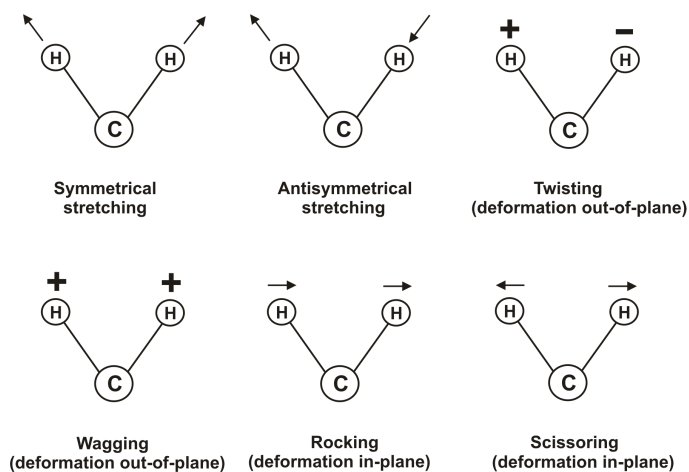 + −
H H H H H H
C C C
Symmetrical stretching Antisymmetrical stretching Twisting (deformation out-of-plane)
+ +
H H H H H H
C C C
Wagging (deformation out-of-plane) Rocking (deformation in-plane) Scissoring (deformation in-plane)